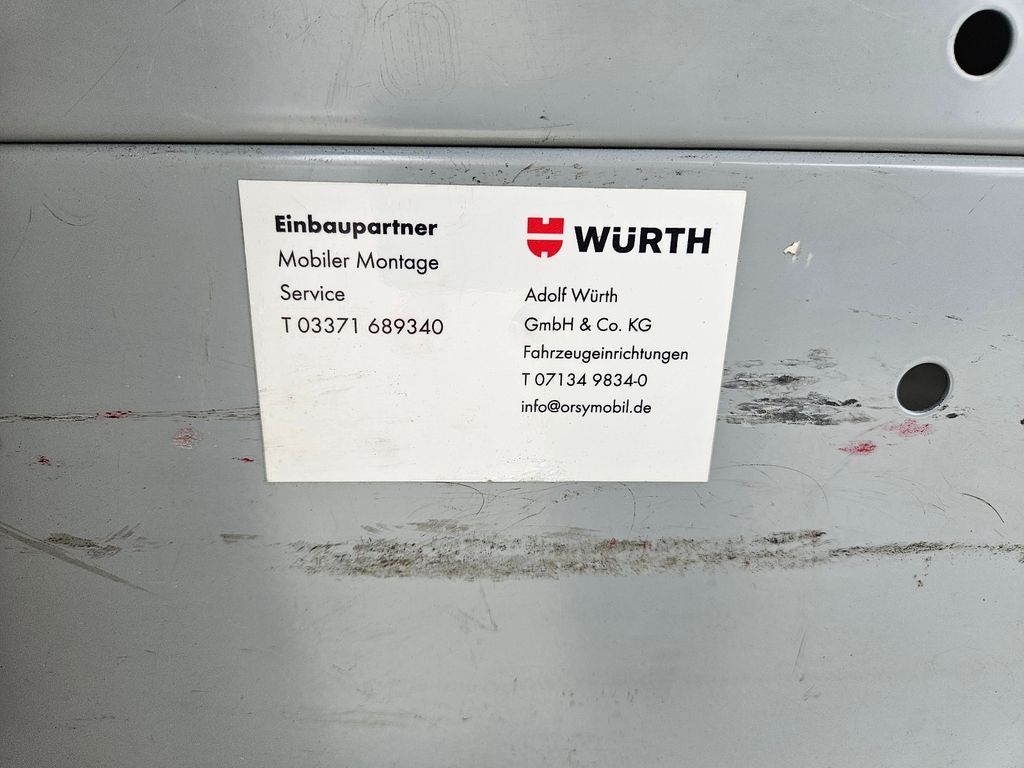 Einbaupartner
Mobiler Montage
Service
T 03371 689340
WÜRTH
Adolf Würth
GmbH & Co. KG
Fahrzeugeinrichtungen
T 07134 9834-0
info@orsymobil.de